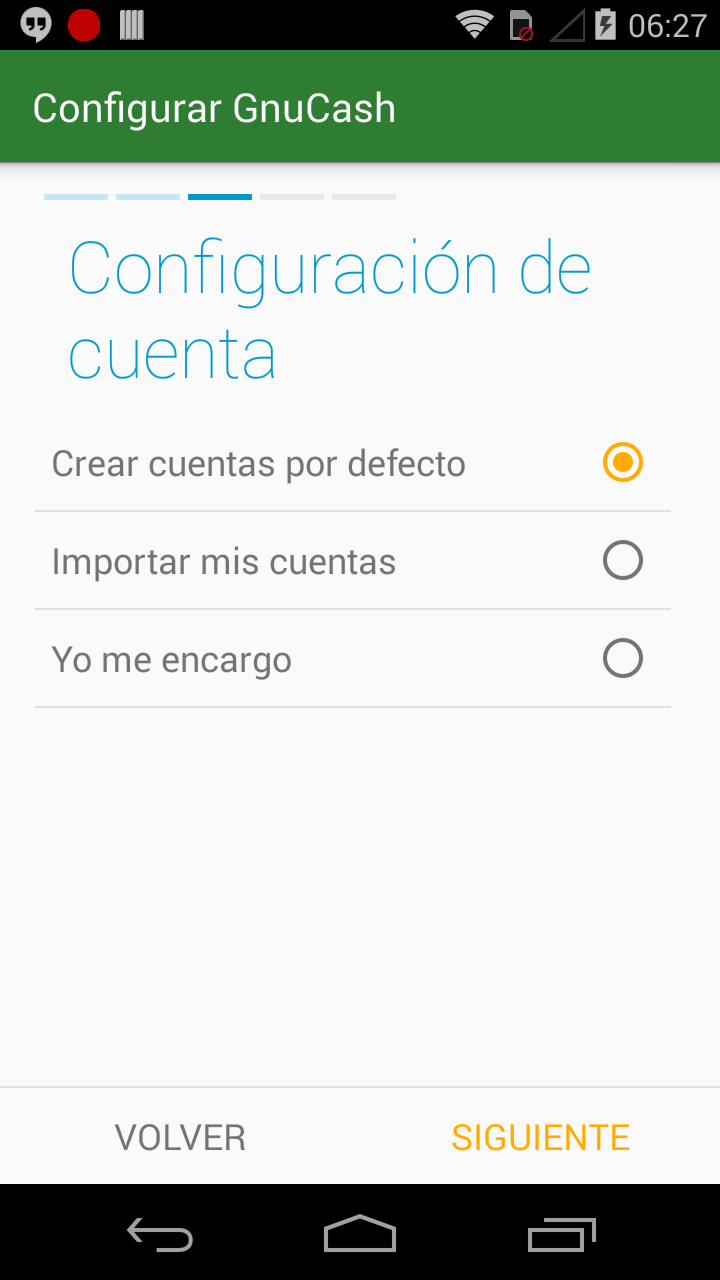 06:27
Configurar GnuCash
Configuración de
cuenta
Crear cuentas por defecto
Importar mis cuentas
Yo me encargo
VOLVER
SIGUIENTE